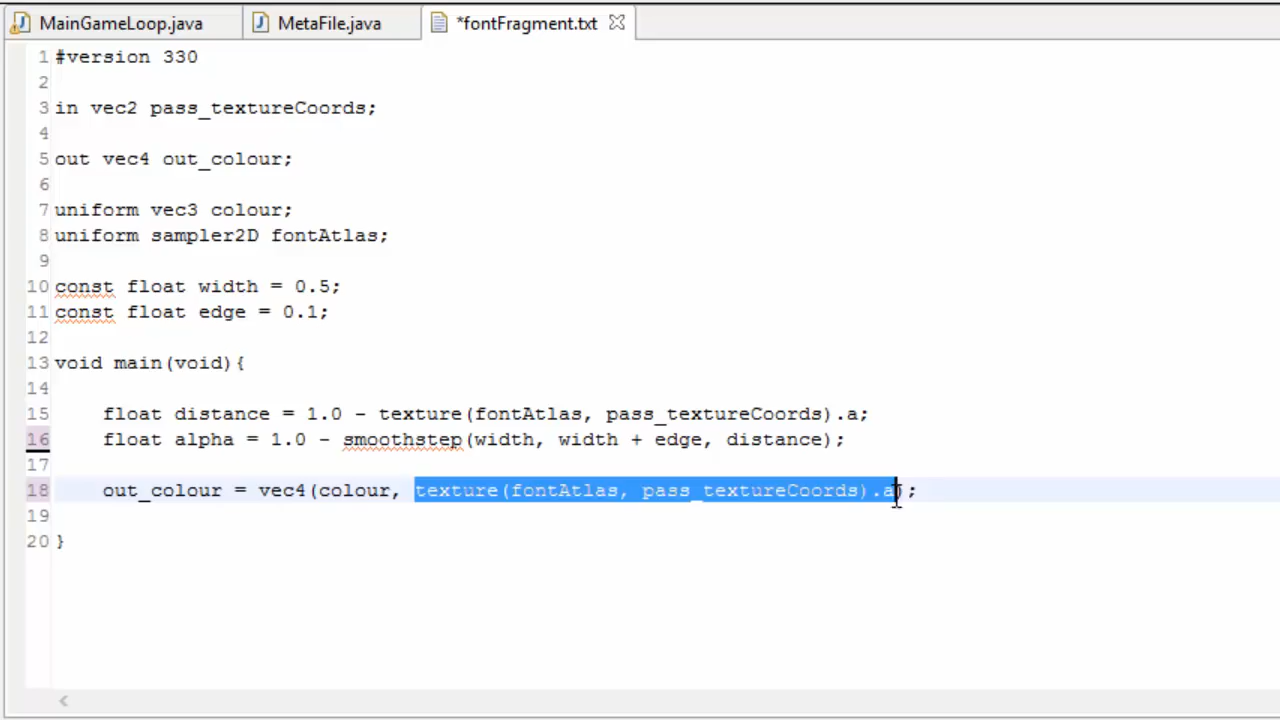 MainGameLoop.java MetaFile.java *fontFragment.txt
1 #version 330
2
3 in vec2 pass_textureCoords;
4
5 out vec4 out_colour;
6
7 uniform vec3 colour;
8 uniform sampler2D fontAtlas;
9
10 const float width = 0.5;
11 const float edge = 0.1;
12
13 void main(void){
14
15 float distance = 1.0 - texture(fontAtlas, pass_textureCoords).a;
16 float alpha = 1.0 - smoothstep(width, width + edge, distance);
17
18 out_colour = vec4(colour, texture(fontAtlas, pass_textureCoords).a);
19
20 }